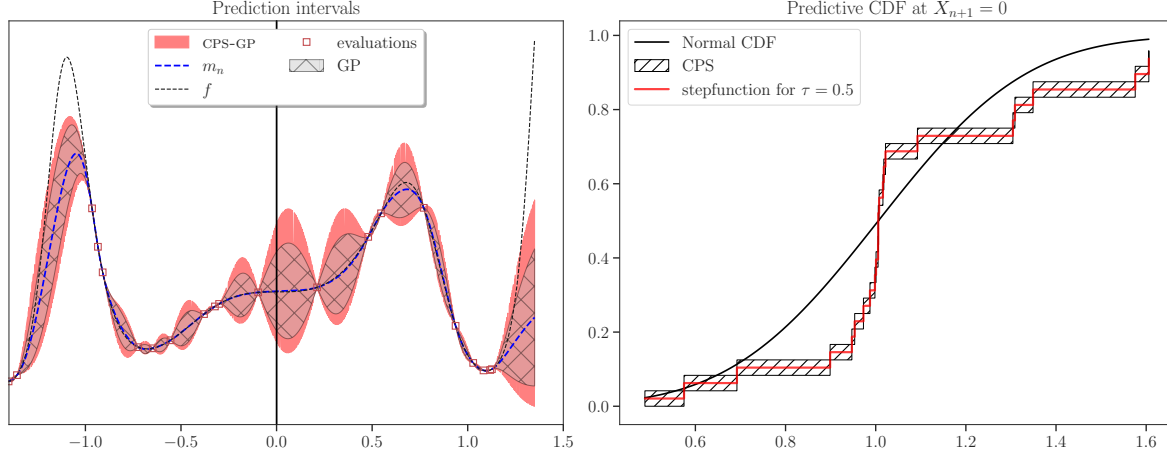 Prediction intervals
CPS-GP
m_n
f
evaluations
GP
−1.0 −0.5 0.0 0.5 1.0 1.5
Predictive CDF at X_{n+1} = 0
Normal CDF
CPS
stepfunction for τ = 0.5
1.0
0.8
0.6
0.4
0.2
0.0
0.6 0.8 1.0 1.2 1.4 1.6